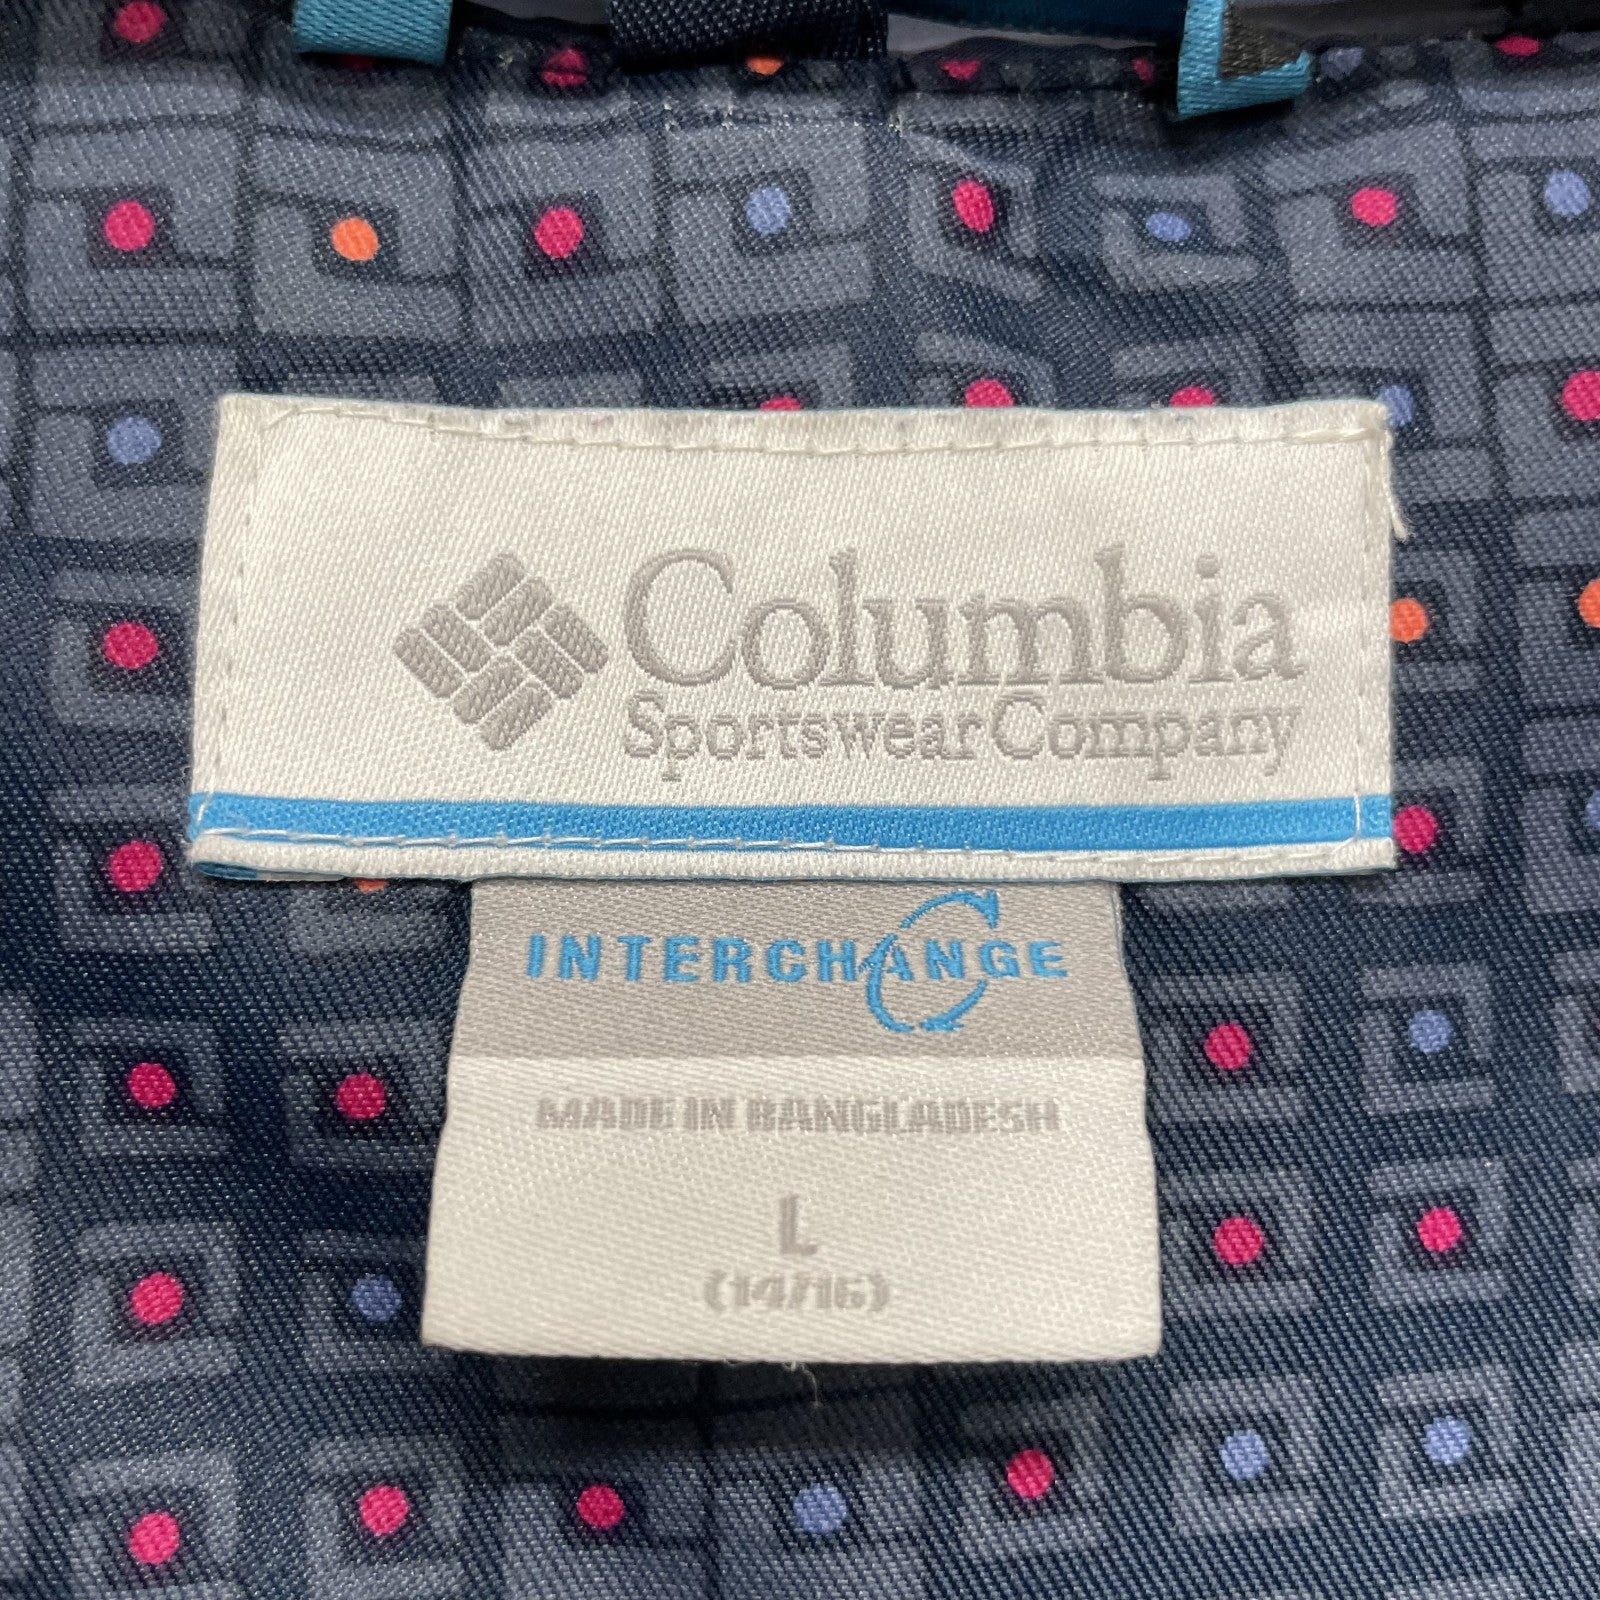 Columbia
Sportswear Company
INTERCHANGE
MADE IN BANGLADESH
L
(14/16)